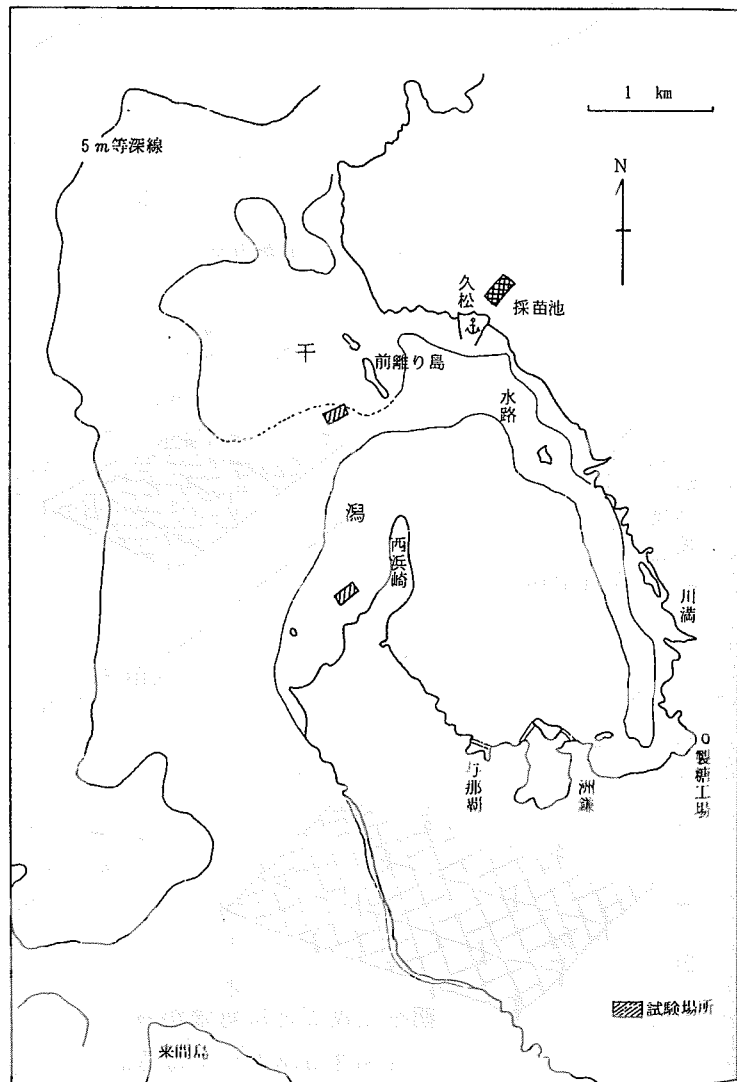 1 km
5m等深線
N
久松
採苗池
干
前離り島
水路
潟
西浜崎
川満
与那覇
洲鎌
製糖工場
試験場所
来間島